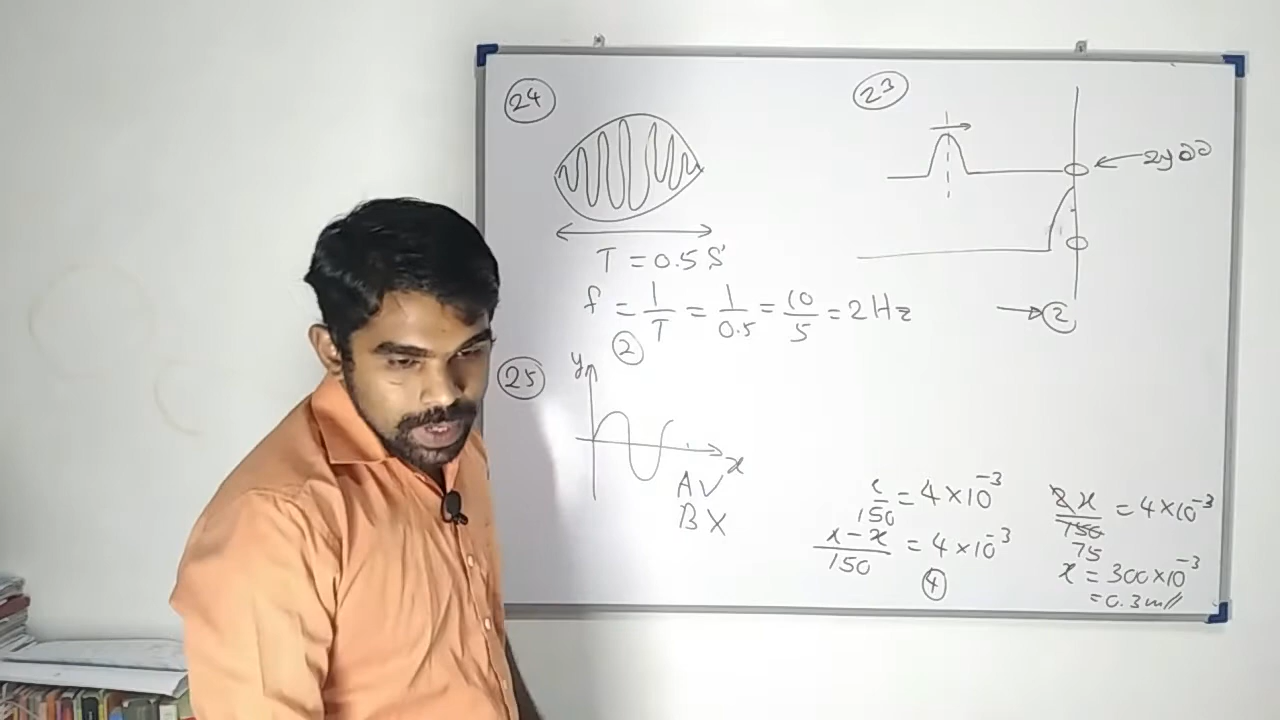 24
T = 0.5 S
f = 1/T = 1/0.5 = 10/5 = 2 Hz
2
25
y
x
A ✓
B X
23
2
/150 = 4 × 10⁻³
x - x/150 = 4 × 10⁻³
4
2x/150 = 4 × 10⁻³
75
x = 300 × 10⁻³
= 0.3 m//